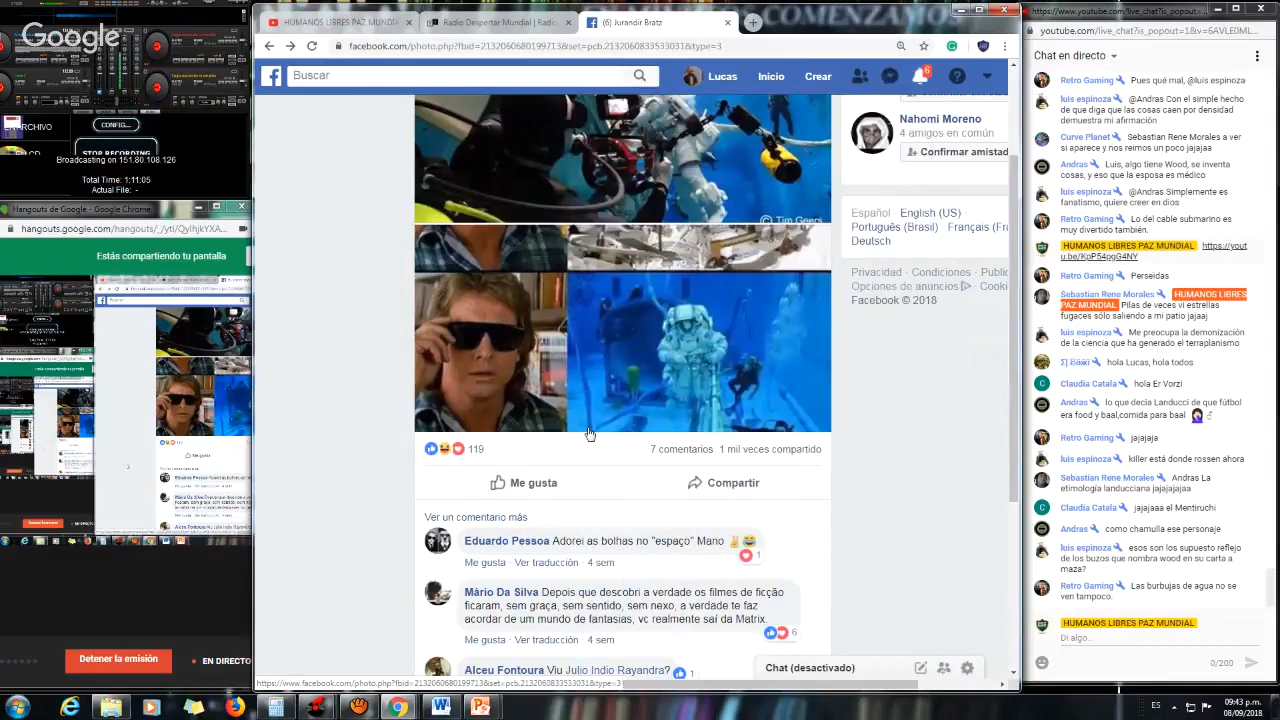 Google
ARCHIVO
CONFIG...
STOP RECORDING
Broadcasting on 151.80.108.126
Total Time: 1:11:05
Actual File: -
Hangouts de Google - Google Chrome
hangouts.google.com/hangouts/_/ytl/QylhjkYXA...
Estás compartiendo tu pantalla
Detener la emisión
EN DIRECTO
HUMANOS LIBRES PAZ MUNDIA
Radio Despertar Mundial | Radio
(6) Jurandir Bratz
facebook.com/photo.php?fbid=2132060680199713&set=pcb.2132060833533031&type=3
Buscar
Lucas
Inicio
Crear
6
© Tim Geers
Nahomi Moreno
4 amigos en común
Confirmar amistad
Español · English (US) ·
Português (Brasil) · Français (Fra
Deutsch
Privacidad · Condiciones · Public
Opciones de anuncios · Cooki
Facebook © 2018
119
7 comentarios 1 mil veces compartido
Me gusta
Compartir
Ver un comentario más
Eduardo Pessoa Adorei as bolhas no "espaço" Mano ✌😂
1
Me gusta · Ver traducción · 4 sem
Mário Da Silva Depois que descobri a verdade os filmes de ficção
ficaram, sem graça, sem sentido, sem nexo, a verdade te faz
acordar de um mundo de fantasias, vc realmente saí da Matrix.
6
Me gusta · Ver traducción · 4 sem
Alceu Fontoura Viu Julio Indio Rayandra?
1
Chat (desactivado)
https://www.facebook.com/photo.php?fbid=2132060680199713&set=pcb.2132060833533031&type=3
https://www.youtube.com/live_chat?is_popout=1
youtube.com/live_chat?is_popout=1&v=6AVLE0ML...
Chat en directo
Retro Gaming Pues qué mal, @luis espinoza
luis espinoza @Andras Con el simple hecho
de que diga que las cosas caen por densidad
demuestra mi afirmación
Curve Planet Sebastian Rene Morales a ver
si aparece y nos reimos un poco jajajaa
Andras Luis, algo tiene Wood, se inventa
cosas, y eso que la esposa es médico
luis espinoza @Andras Simplemente es
fanatismo, quiere creer en dios
Retro Gaming Lo del cable submarino es
muy divertido también.
HUMANOS LIBRES PAZ MUNDIAL https://yout
u.be/KpP54pgG4NY
Retro Gaming Perseidas
Sebastian Rene Morales HUMANOS LIBRES
PAZ MUNDIAL Pilas de veces vi estrellas
fugaces sólo saliendo a mi patio jajaaj
luis espinoza Me preocupa la demonización
de la ciencia que ha generado el terraplanismo
hola Lucas, hola todos
Claudia Catala hola Er Vorzi
Andras lo que decia Landucci de que fútbol
era food y baal,comida para baal
Retro Gaming jajajaja
luis espinoza killer está donde rossen ahora
Sebastian Rene Morales Andras La
etimología landucciana jajajajajaa
Claudia Catala jajajaaa el Mentiruchi
Andras como chamulla ese personaje
luis espinoza esos son los supuesto reflejo
de los buzos que nombra wood en su carta a
maza?
Retro Gaming Las burbujas de agua no se
ven tampoco.
HUMANOS LIBRES PAZ MUNDIAL
Di algo...
0/200
ES
09:43 p.m.
08/09/2018